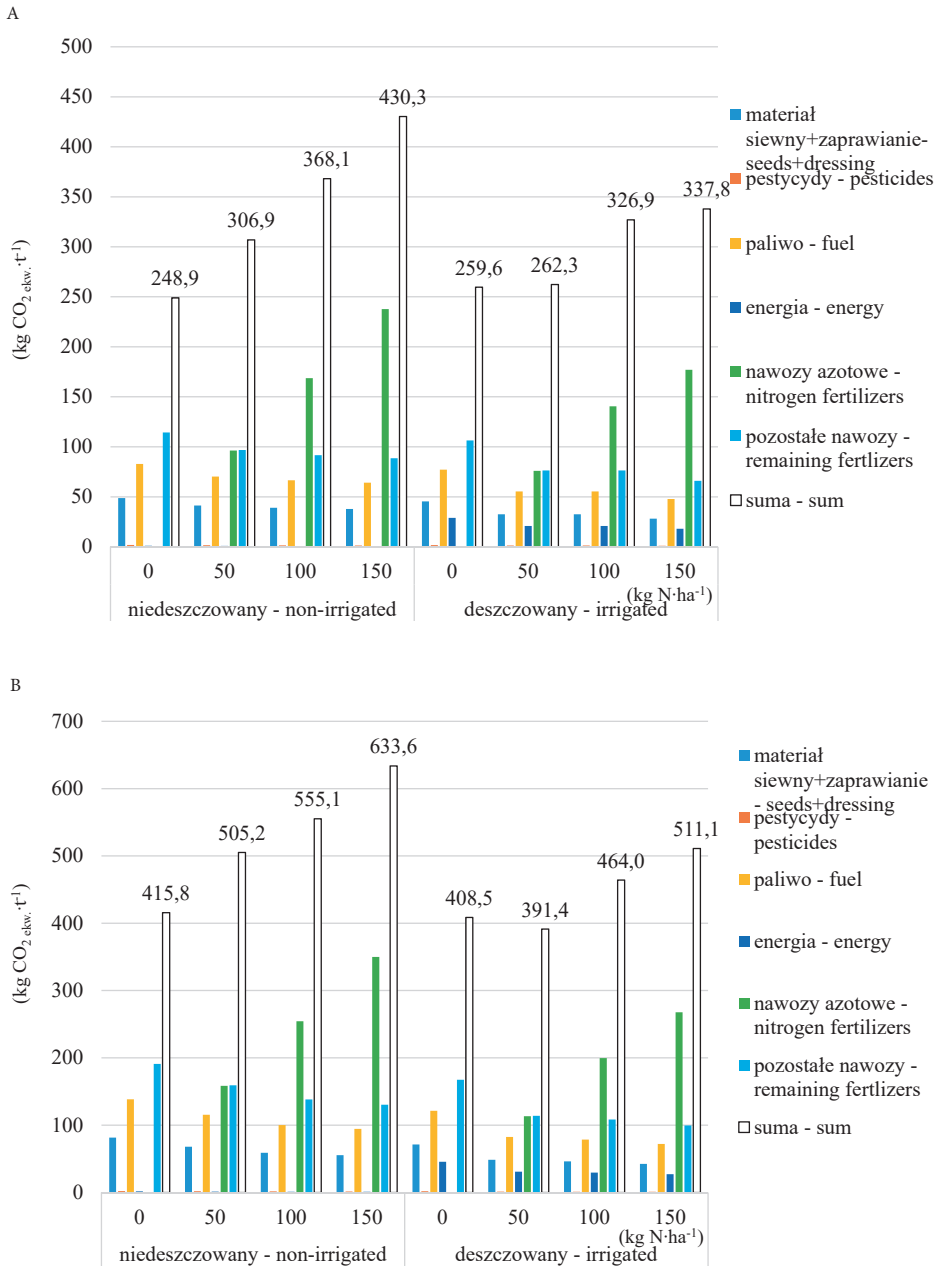 A
500
450
400
350
300
250
200
150
100
50
0
(kg CO2 ekw.·t-1)
248,9
306,9
368,1
430,3
259,6
262,3
326,9
337,8
0
50
100
150
0
50
100
150
(kg N·ha-1)
niedeszczowany - non-irrigated
deszczowany - irrigated
materiał
siewny+zaprawianie-
seeds+dressing
pestycydy - pesticides
paliwo - fuel
energia - energy
nawozy azotowe -
nitrogen fertilizers
pozostałe nawozy -
remaining fertlizers
suma - sum
B
700
600
500
400
300
200
100
0
(kg CO2 ekw.·t-1)
415,8
505,2
555,1
633,6
408,5
391,4
464,0
511,1
0
50
100
150
0
50
100
150
(kg N·ha-1)
niedeszczowany - non-irrigated
deszczowany - irrigated
materiał
siewny+zaprawianie
- seeds+dressing
pestycydy -
pesticides
paliwo - fuel
energia - energy
nawozy azotowe -
nitrogen fertilizers
pozostałe nawozy -
remaining fertlizers
suma - sum